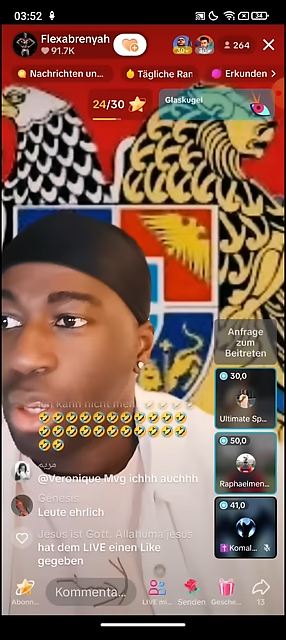 03:52
34
Flexabrenyah
91.7K
264
Nachrichten un...
Tägliche Ran
Erkunden
24/30
Glaskugel
Anfrage zum Beitreten
30,0
Ultimate Sp...
50,0
Raphaelmen...
41,0
Komal...
ich kann nicht meh
🤣🤣🤣🤣🤣🤣🤣🤣🤣🤣🤣
🤣🤣🤣🤣🤣🤣🤣🤣🤣🤣🤣
🤣🤣
مريم
@Veronique Mvg ichhh auchhh
Genesis
Leute ehrlich
Jesus ist Gott. Allahuma jesus
hat dem LIVE einen Like
gegeben
Abonn...
Kommenta...
LIVE mi...
Senden
Gesche...
13